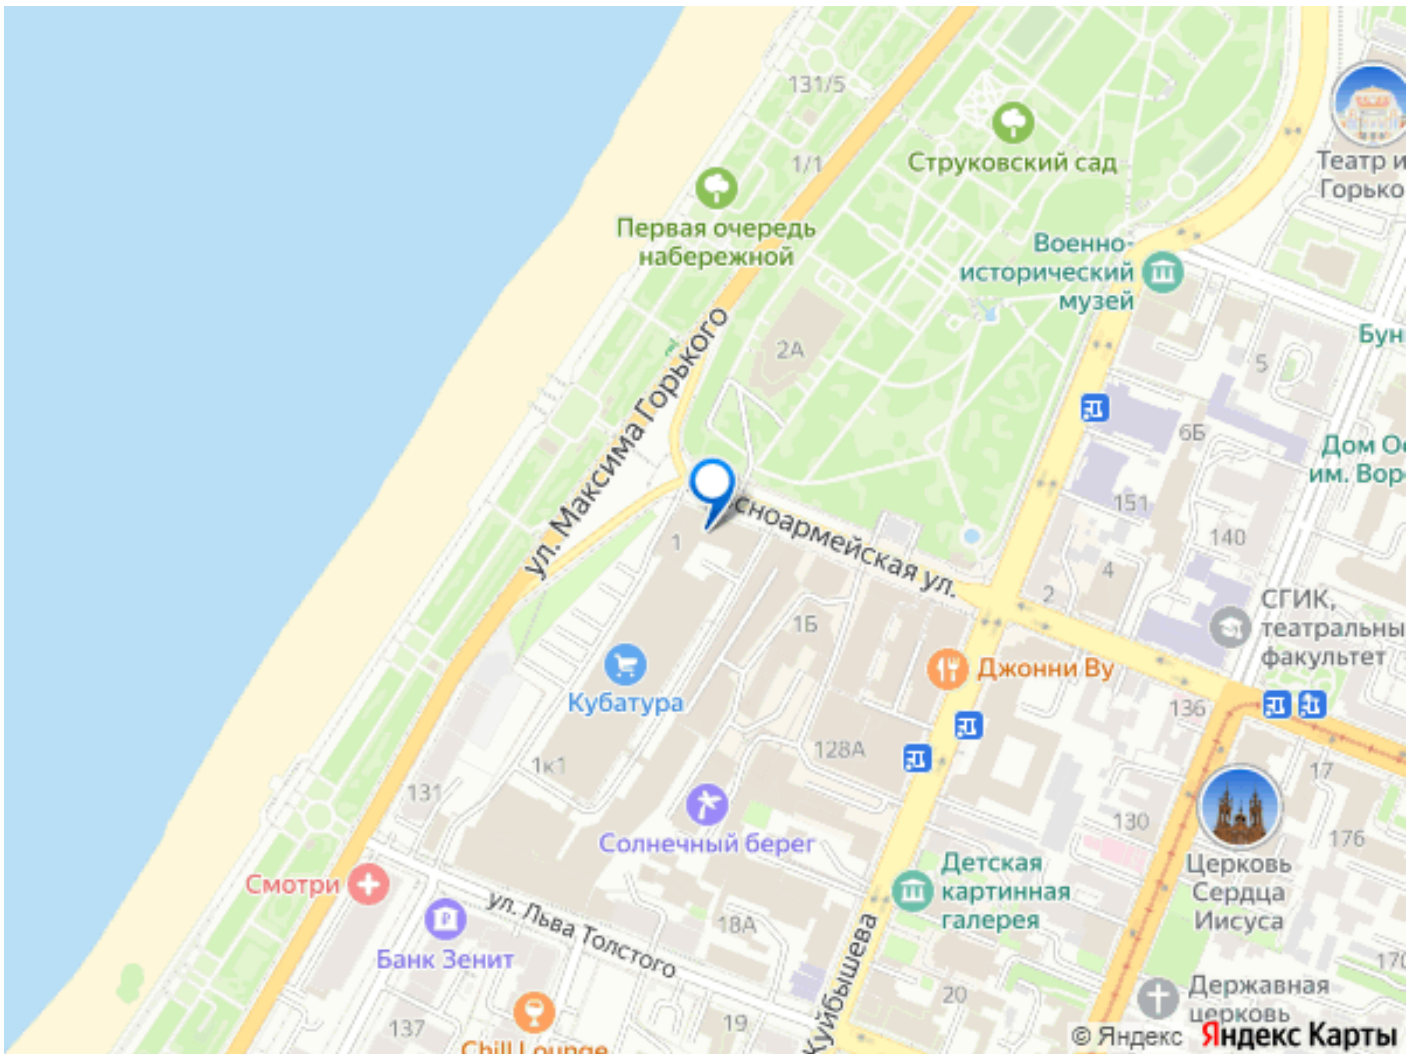 131/5
Струковский сад
Театр и
Горько
1/1
Первая очередь
набережной
Военно-
исторический
музей
Бун
2А
5
ул. Максима Горького
6Б
Дом Ос
им. Вор
151
140
сноармейская ул.
1
4
2
СГИК,
театральны
факультет
1Б
Джонни Ву
Кубатура
136
128А
1к1
17
131
130
176
Солнечный берег
Церковь
Сердца
Иисуса
Детская
картинная
галерея
Смотри
ул. Льва Толстого
18А
Куйбышева
Банк Зенит
170
Державная
церковь
20
19
137
Chill Lounge
© Яндекс Яндекс Карты